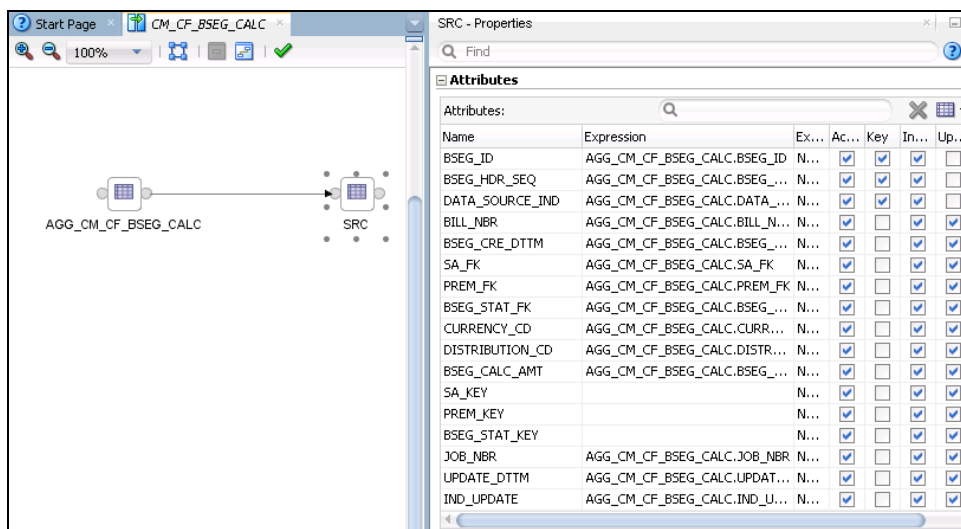 Start Page
CM_CF_BSEG_CALC
100%
AGG_CM_CF_BSEG_CALC
SRC
SRC - Properties
Find
Attributes
Attributes:
Name Expression Ex... Ac... Key In... Up..
BSEG_ID AGG_CM_CF_BSEG_CALC.BSEG_ID N...
BSEG_HDR_SEQ AGG_CM_CF_BSEG_CALC.BSEG_... N...
DATA_SOURCE_IND AGG_CM_CF_BSEG_CALC.DATA_... N...
BILL_NBR AGG_CM_CF_BSEG_CALC.BILL_N... N...
BSEG_CRE_DTTM AGG_CM_CF_BSEG_CALC.BSEG_... N...
SA_FK AGG_CM_CF_BSEG_CALC.SA_FK N...
PREM_FK AGG_CM_CF_BSEG_CALC.PREM_FK N...
BSEG_STAT_FK AGG_CM_CF_BSEG_CALC.BSEG_... N...
CURRENCY_CD AGG_CM_CF_BSEG_CALC.CURR... N...
DISTRIBUTION_CD AGG_CM_CF_BSEG_CALC.DISTR... N...
BSEG_CALC_AMT AGG_CM_CF_BSEG_CALC.BSEG_... N...
SA_KEY N...
PREM_KEY N...
BSEG_STAT_KEY N...
JOB_NBR AGG_CM_CF_BSEG_CALC.JOB_NBR N...
UPDATE_DTTM AGG_CM_CF_BSEG_CALC.UPDAT... N...
IND_UPDATE AGG_CM_CF_BSEG_CALC.IND_U... N...